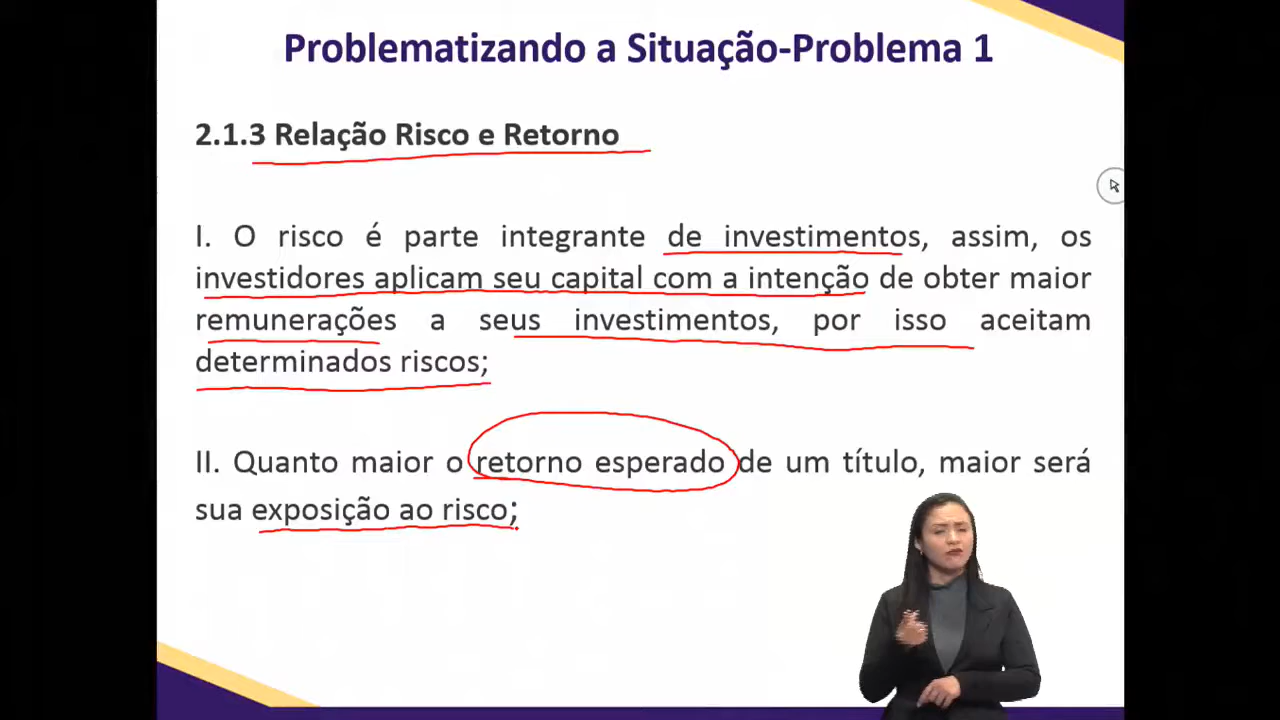 Problematizando a Situação-Problema 1
2.1.3 Relação Risco e Retorno
I. O risco é parte integrante de investimentos, assim, os
investidores aplicam seu capital com a intenção de obter maior
remunerações a seus investimentos, por isso aceitam
determinados riscos;
II. Quanto maior o retorno esperado de um título, maior será
sua exposição ao risco;